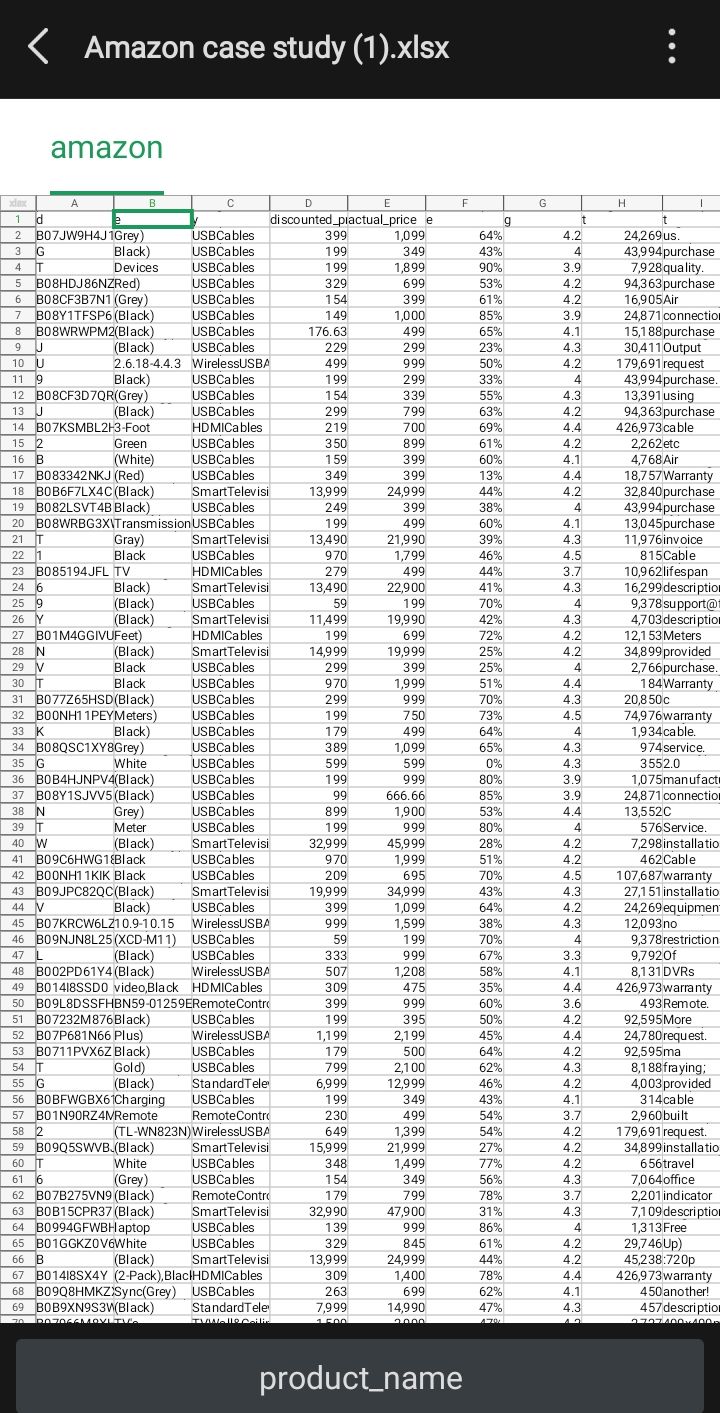 Amazon case study (1).xlsx
amazon
xlsx A B C D E F G H I
1 d e y discounted_pr actual_price e g t t
2 B07JW9H4J1 Grey) USBCables 399 1,099 64% 4.2 24,269 us.
3 G Black) USBCables 199 349 43% 4 43,994 purchase
4 T Devices USBCables 199 1,899 90% 3.9 7,928 quality.
5 B08HDJ86NZ Red) USBCables 329 699 53% 4.2 94,363 purchase
6 B08CF3B7N1 (Grey) USBCables 154 399 61% 4.2 16,905 Air
7 B08Y1TFSP6 (Black) USBCables 149 1,000 85% 3.9 24,871 connection
8 B08WRWPM2 (Black) USBCables 176.63 499 65% 4.1 15,188 purchase
9 J (Black) USBCables 229 299 23% 4.3 30,411 Output
10 U 2.6.18-4.4.3 WirelessUSBA 499 999 50% 4.2 179,691 request
11 9 Black) USBCables 199 299 33% 4 43,994 purchase.
12 B08CF3D7QR (Grey) USBCables 154 339 55% 4.3 13,391 using
13 J (Black) USBCables 299 799 63% 4.2 94,363 purchase
14 B07KSMBL2H 3-Foot HDMICables 219 700 69% 4.4 426,973 cable
15 2 Green USBCables 350 899 61% 4.2 2,262 etc
16 B (White) USBCables 159 399 60% 4.1 4,768 Air
17 B083342NKJ (Red) USBCables 349 399 13% 4.4 18,757 Warranty
18 B0B6F7LX4C (Black) SmartTelevisi 13,999 24,999 44% 4.2 32,840 purchase
19 B082LSVT4B Black) USBCables 249 399 38% 4 43,994 purchase
20 B08WRBG3X Transmission USBCables 199 499 60% 4.1 13,045 purchase
21 T Gray) SmartTelevisi 13,490 21,990 39% 4.3 11,976 invoice
22 1 Black USBCables 970 1,799 46% 4.5 815 Cable
23 B085194JFL TV HDMICables 279 499 44% 3.7 10,962 lifespan
24 6 Black) SmartTelevisi 13,490 22,900 41% 4.3 16,299 description
25 9 (Black) USBCables 59 199 70% 4 9,378 support@
26 Y (Black) SmartTelevisi 11,499 19,990 42% 4.3 4,703 description
27 B01M4GGIVU Feet) HDMICables 199 699 72% 4.2 12,153 Meters
28 N (Black) SmartTelevisi 14,999 19,999 25% 4.2 34,899 provided
29 V Black USBCables 299 399 25% 4 2,766 purchase.
30 T Black USBCables 970 1,999 51% 4.4 184 Warranty
31 B077Z65HSD (Black) USBCables 299 999 70% 4.3 20,850 c
32 B00NH11PEY Meters) USBCables 199 750 73% 4.5 74,976 warranty
33 K Black) USBCables 179 499 64% 4 1,934 cable.
34 B08QSC1XY8 Grey) USBCables 389 1,099 65% 4.3 974 service.
35 G White USBCables 599 599 0% 4.3 355 2.0
36 B0B4HJNPV4 (Black) USBCables 199 999 80% 3.9 1,075 manufact
37 B08Y1SJVV5 (Black) USBCables 99 666.66 85% 3.9 24,871 connection
38 N Grey) USBCables 899 1,900 53% 4.4 13,552 C
39 T Meter USBCables 199 999 80% 4 576 Service.
40 W (Black) SmartTelevisi 32,999 45,999 28% 4.2 7,298 installatio
41 B09C6HWG18 Black USBCables 970 1,999 51% 4.2 462 Cable
42 B00NH11KIK Black USBCables 209 695 70% 4.5 107,687 warranty
43 B09JPC82QC (Black) SmartTelevisi 19,999 34,999 43% 4.3 27,151 installatio
44 V Black) USBCables 399 1,099 64% 4.2 24,269 equipmen
45 B07KRCW6LZ 10.9-10.15 WirelessUSBA 999 1,599 38% 4.3 12,093 no
46 B09NJN8L25 (XCD-M11) USBCables 59 199 70% 4 9,378 restriction
47 L (Black) USBCables 333 999 67% 3.3 9,792 Of
48 B002PD61Y4 (Black) WirelessUSBA 507 1,208 58% 4.1 8,131 DVRs
49 B014I8SSD0 video,Black HDMICables 309 475 35% 4.4 426,973 warranty
50 B09L8DSSFH BN59-01259E RemoteContro 399 999 60% 3.6 493 Remote.
51 B07232M876 Black) USBCables 199 395 50% 4.2 92,595 More
52 B07P681N66 Plus) WirelessUSBA 1,199 2,199 45% 4.4 24,780 request.
53 B0711PVX6Z Black) USBCables 179 500 64% 4.2 92,595 ma
54 T Gold) USBCables 799 2,100 62% 4.3 8,188 fraying;
55 G (Black) StandardTele 6,999 12,999 46% 4.2 4,003 provided
56 B0BFWGBX61 Charging USBCables 199 349 43% 4.1 314 cable
57 B01N90RZ4M Remote RemoteContro 230 499 54% 3.7 2,960 built
58 2 (TL-WN823N) WirelessUSBA 649 1,399 54% 4.2 179,691 request.
59 B09Q5SWVB (Black) SmartTelevisi 15,999 21,999 27% 4.2 34,899 installatio
60 T White USBCables 348 1,499 77% 4.2 656 travel
61 6 (Grey) USBCables 154 349 56% 4.3 7,064 office
62 B07B275VN9 (Black) RemoteContro 179 799 78% 3.7 2,201 indicator
63 B0B15CPR37 (Black) SmartTelevisi 32,990 47,900 31% 4.3 7,109 description
64 B0994GFWBH laptop USBCables 139 999 86% 4 1,313 Free
65 B01GGKZ0V6 White USBCables 329 845 61% 4.2 29,746 Up)
66 B (Black) SmartTelevisi 13,999 24,999 44% 4.2 45,238 :720p
67 B014I8SX4Y (2-Pack),Black HDMICables 309 1,400 78% 4.4 426,973 warranty
68 B09Q8HMKZ Sync(Grey) USBCables 263 699 62% 4.1 450 another!
69 B0B9XN9S3W (Black) StandardTele 7,999 14,990 47% 4.3 457 description
product_name